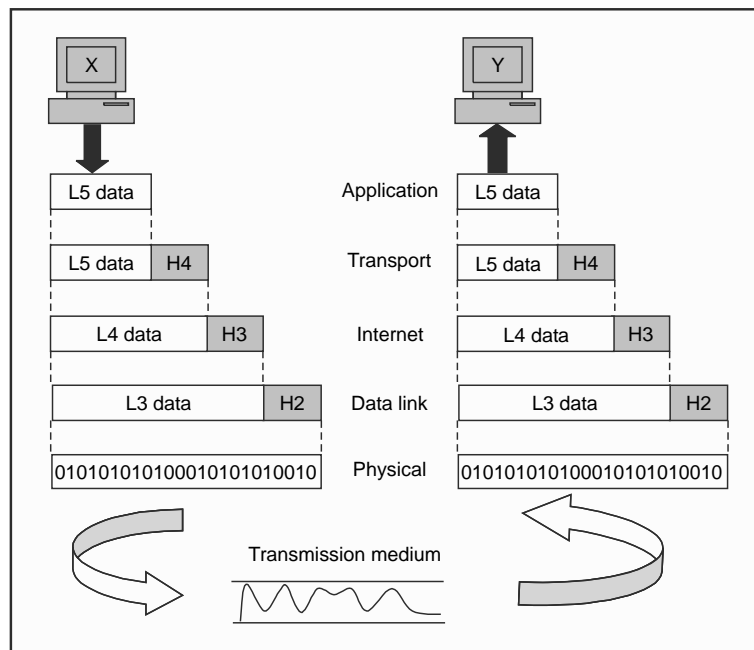 X Y
L5 data Application L5 data
L5 data H4 Transport L5 data H4
L4 data H3 Internet L4 data H3
L3 data H2 Data link L3 data H2
010101010100010101010010 Physical 010101010100010101010010
Transmission medium